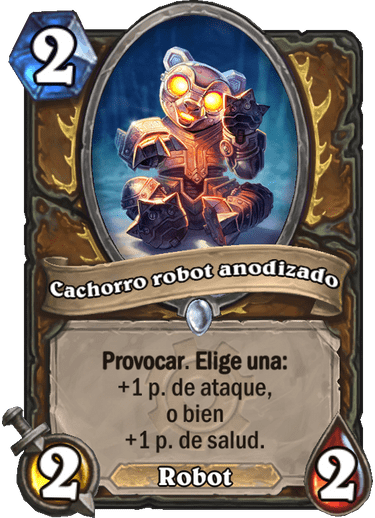 2
Cachorro robot anodizado
Provocar. Elige una:
+1 p. de ataque,
o bien
+1 p. de salud.
2
Robot
2